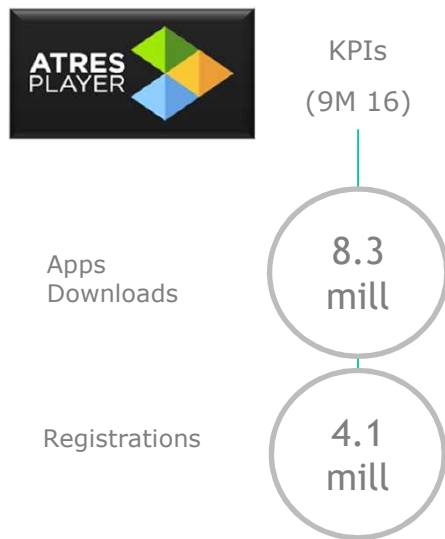 ATRES
PLAYER
KPIs
(9M 16)
Apps
Downloads
8.3
mill
Registrations
4.1
mill